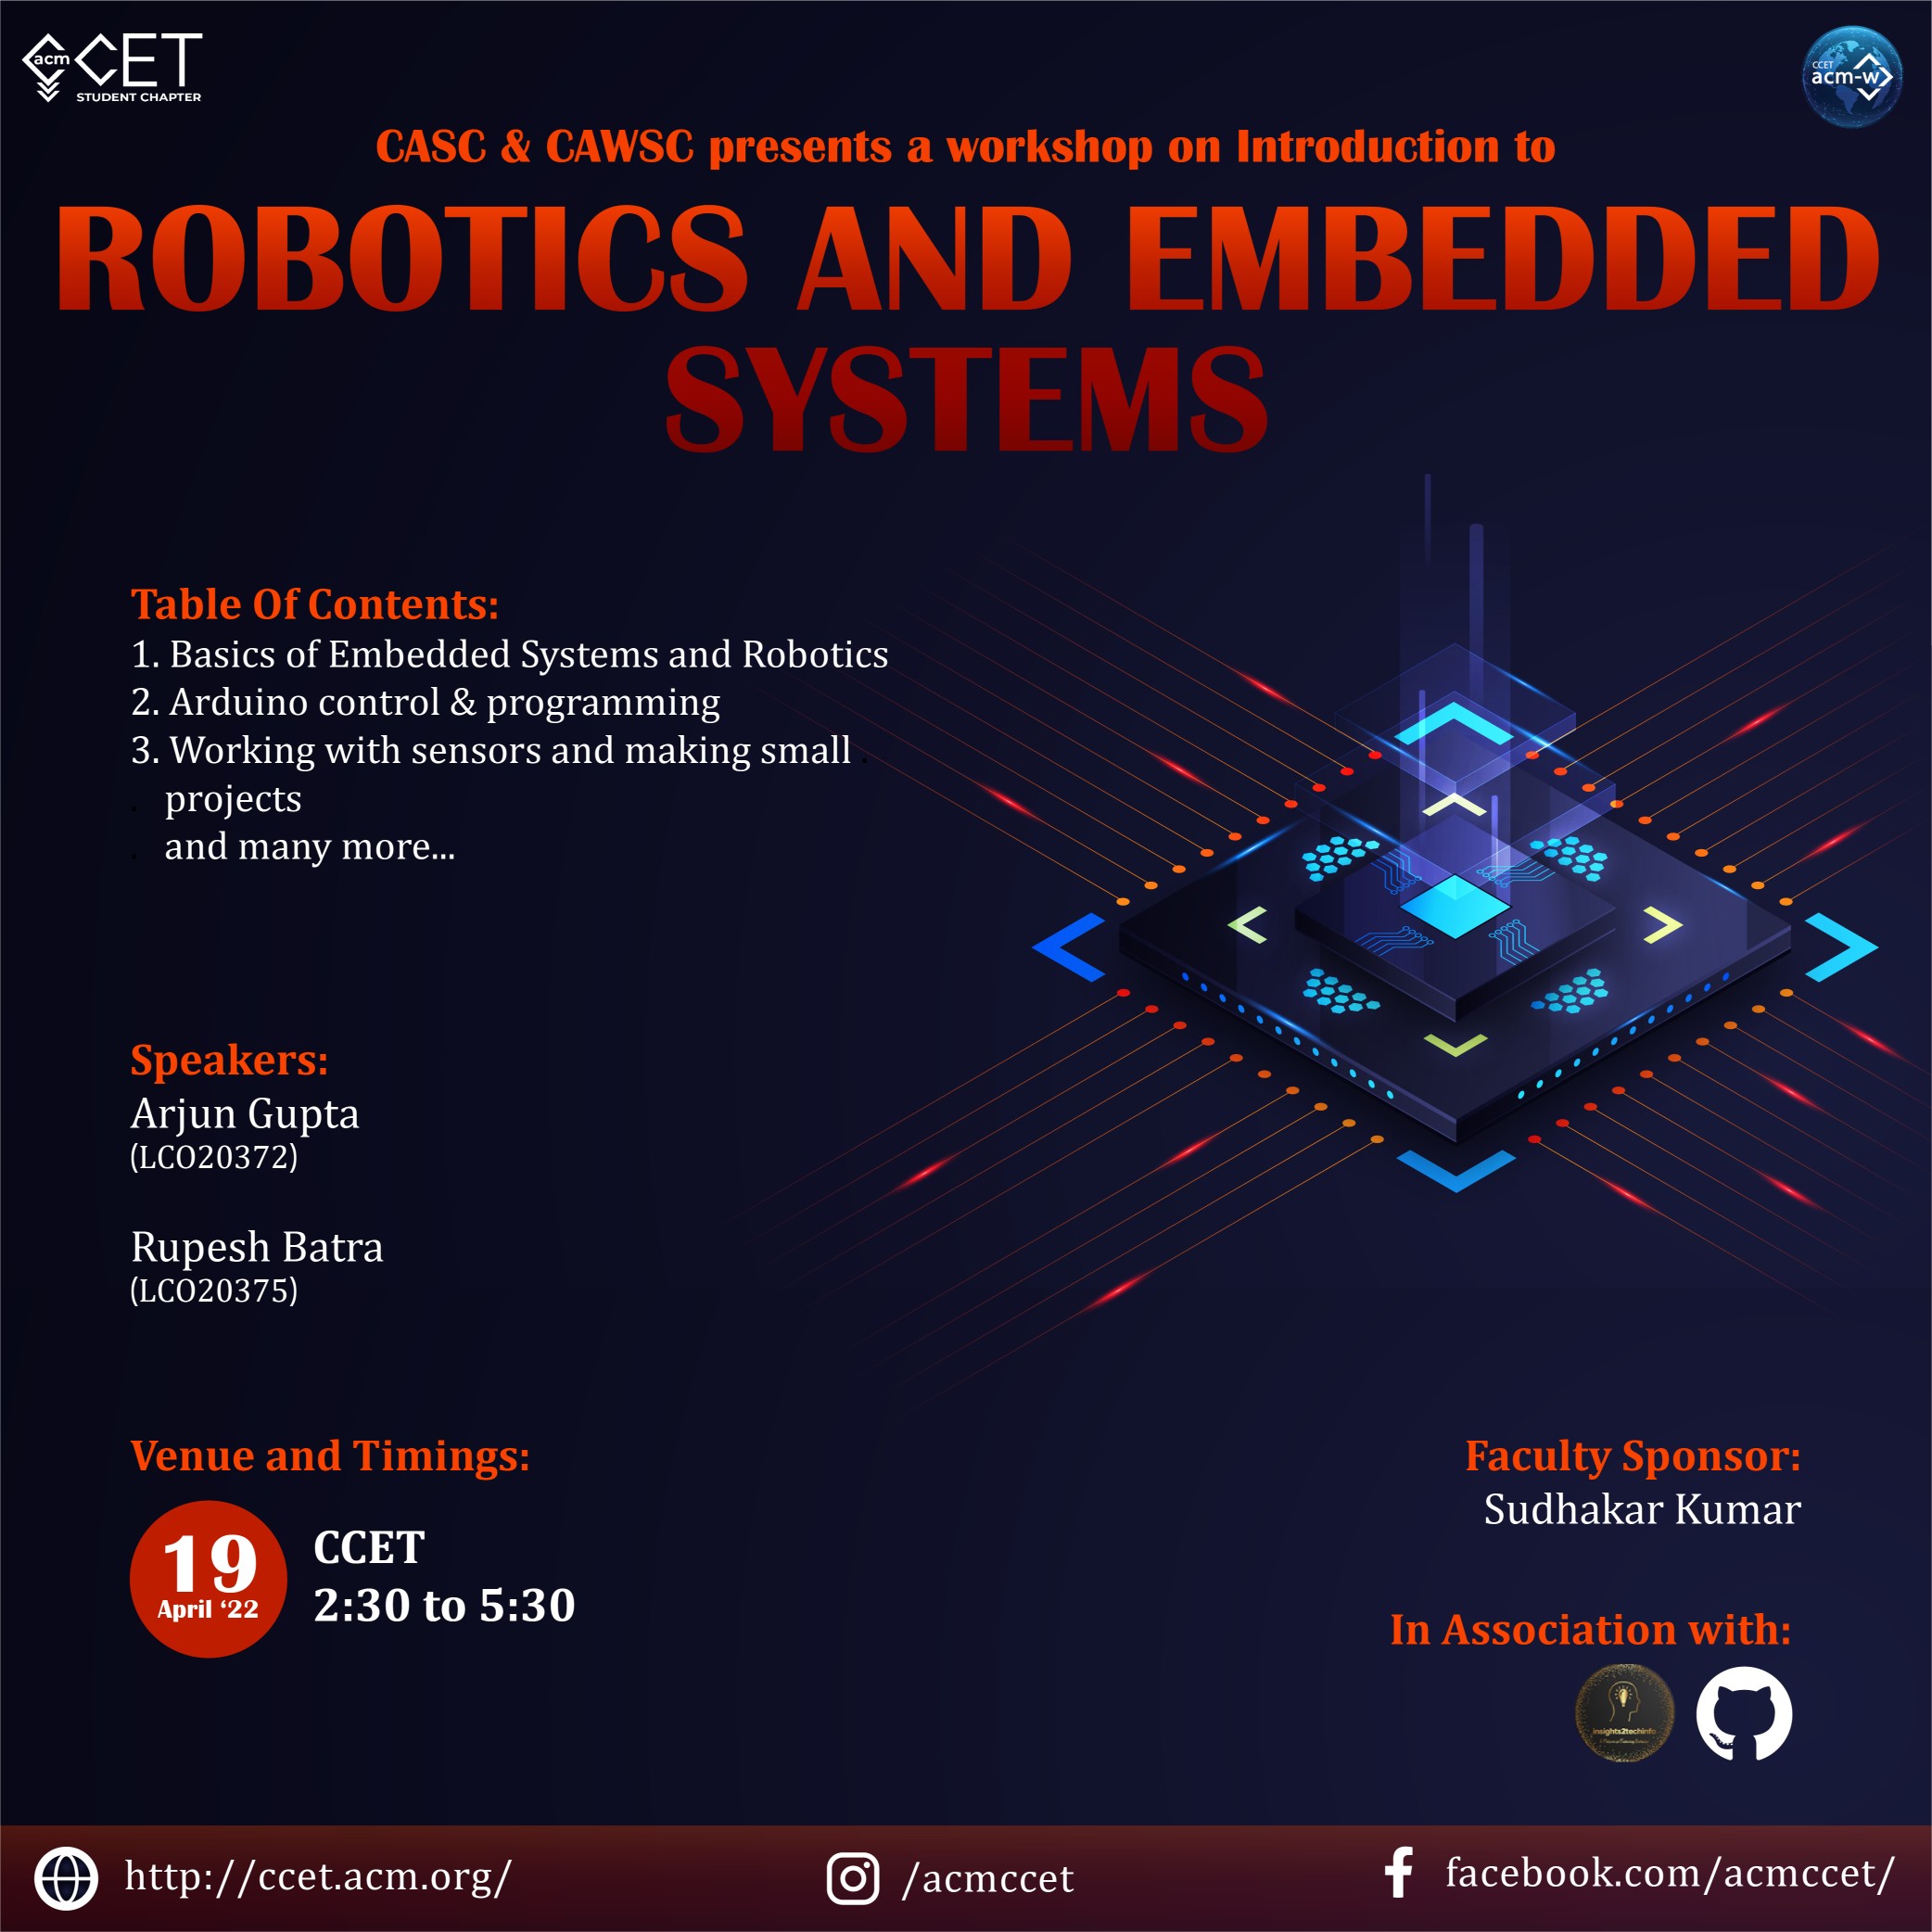 acm CCET
STUDENT CHAPTER
CCET
acm-w
CASC & CAWSC presents a workshop on Introduction to
ROBOTICS AND EMBEDDED
SYSTEMS
Table Of Contents:
1. Basics of Embedded Systems and Robotics
2. Arduino control & programming
3. Working with sensors and making small .
. projects
. and many more...
Speakers:
Arjun Gupta
(LCO20372)
Rupesh Batra
(LCO20375)
Venue and Timings:
19
April ‘22
CCET
2:30 to 5:30
Faculty Sponsor:
Sudhakar Kumar
In Association with:
insights2techinfo
http://ccet.acm.org/
/acmccet
facebook.com/acmccet/